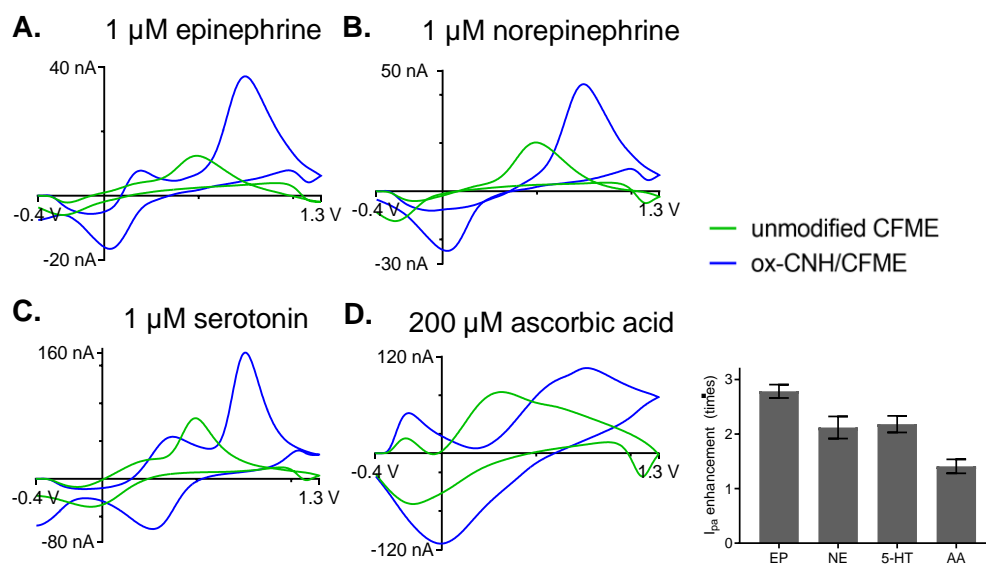 A. 1 µM epinephrine
40 nA
-0.4 V
1.3 V
-20 nA
B. 1 µM norepinephrine
50 nA
-0.4 V
1.3 V
-30 nA
unmodified CFME
ox-CNH/CFME
C. 1 µM serotonin
160 nA
-0.4 V
1.3 V
-80 nA
D. 200 µM ascorbic acid
120 nA
-0.4 V
1.3 V
-120 nA
Ipa enhancement (times)
3
2
1
0
EP NE 5-HT AA